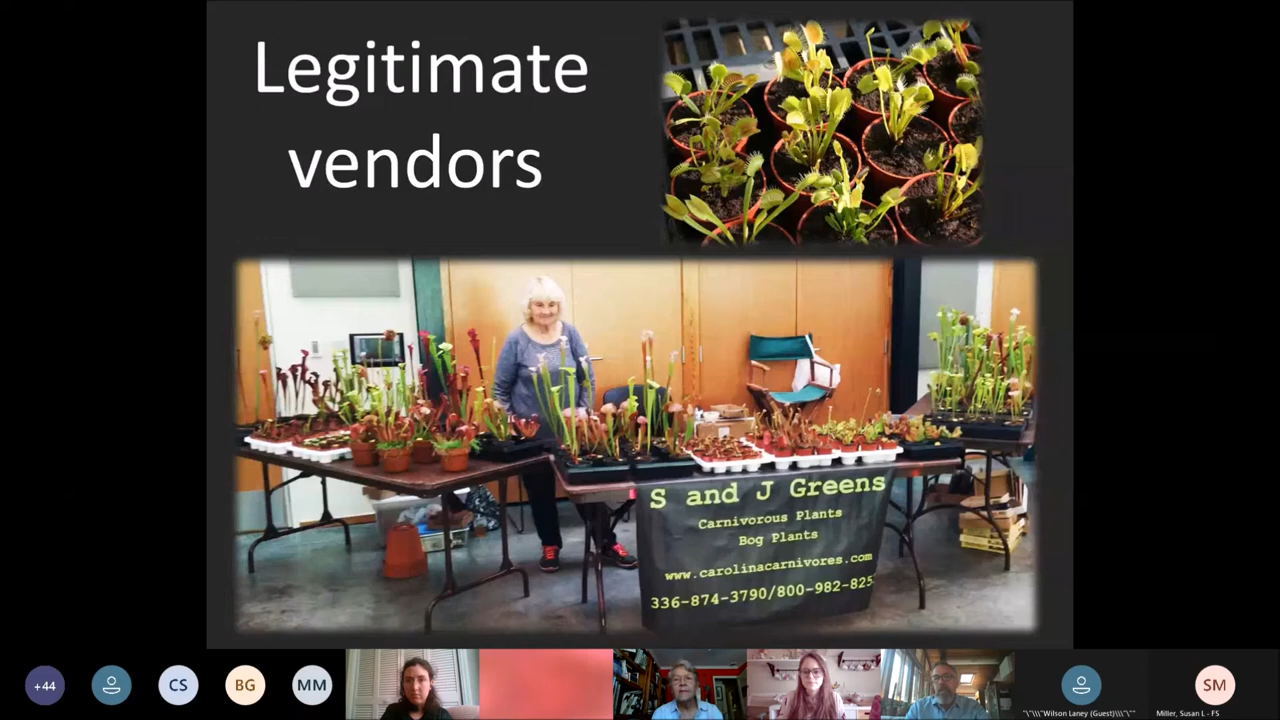 Legitimate
vendors
S and J Greens
Carnivorous Plants
Bog Plants
www.carolinacarnivores.com
336-874-3790/800-982-825
+44
CS
BG
MM
"\"\\\"Wilson Laney (Guest)\\\"\""
SM
Miller, Susan L - FS